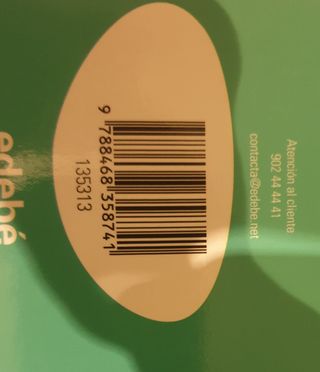 Atención al cliente
902 44 44 41
contacta@edebe.net
9 788468 358741
135313
edebé